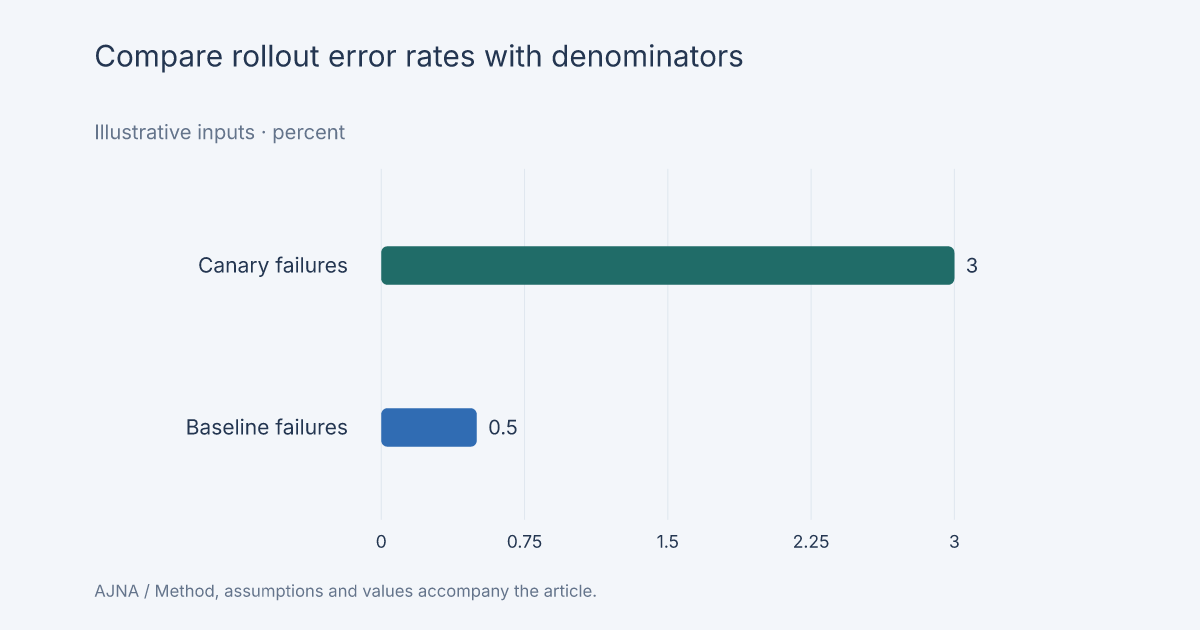 Compare rollout error rates with denominators
Illustrative inputs · percent
Canary failures 3
Baseline failures 0.5
0 0.75 1.5 2.25 3
AJNA / Method, assumptions and values accompany the article.